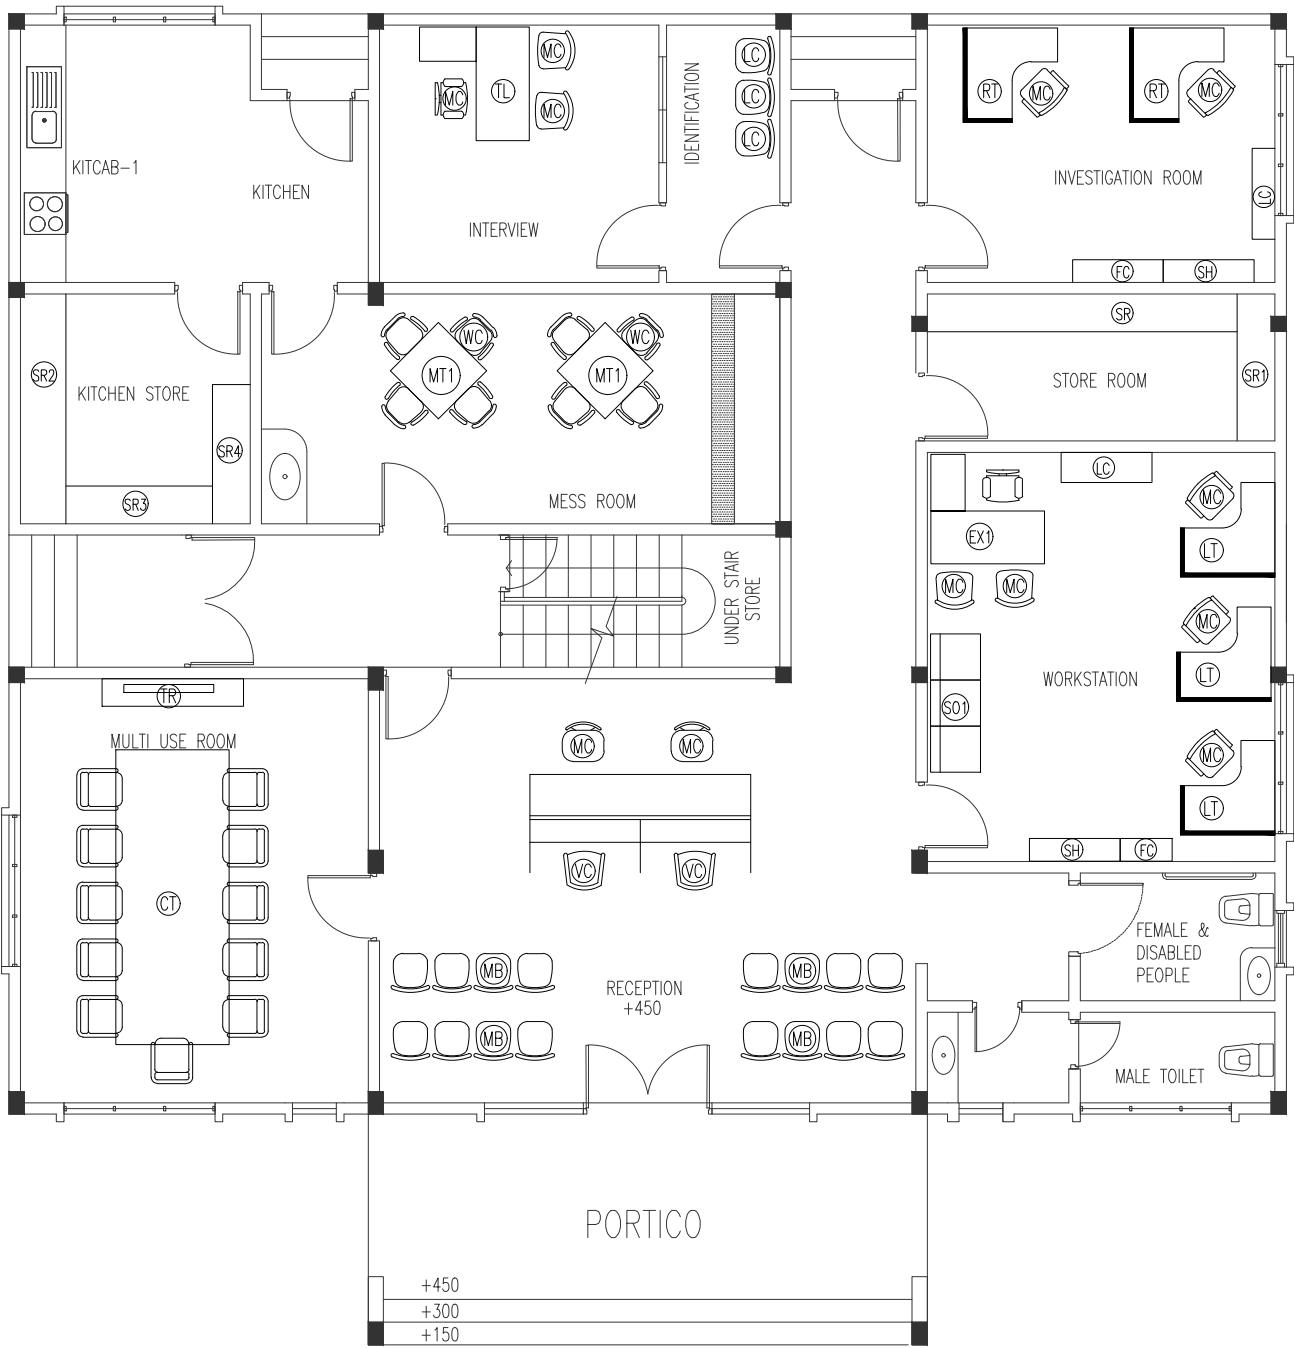 MC
LC
MC
TL
RT
MC
RT
MC
LC
MC
LC
IDENTIFICATION
KITCAB-1
KITCHEN
INVESTIGATION ROOM
LC
INTERVIEW
FC
SH
SR
WC
WC
MT1
MT1
SR2
KITCHEN STORE
STORE ROOM
SR1
SR4
LC
MC
SR3
MESS ROOM
EX1
LT
UNDER STAIR
STORE
MC
MC
MC
LT
WORKSTATION
TR
SO1
MULTI USE ROOM
MC
MC
MC
LT
SH
FC
VC
VC
CT
FEMALE &
DISABLED
PEOPLE
MB
MB
RECEPTION
+450
MB
MB
MALE TOILET
PORTICO
+450
+300
+150